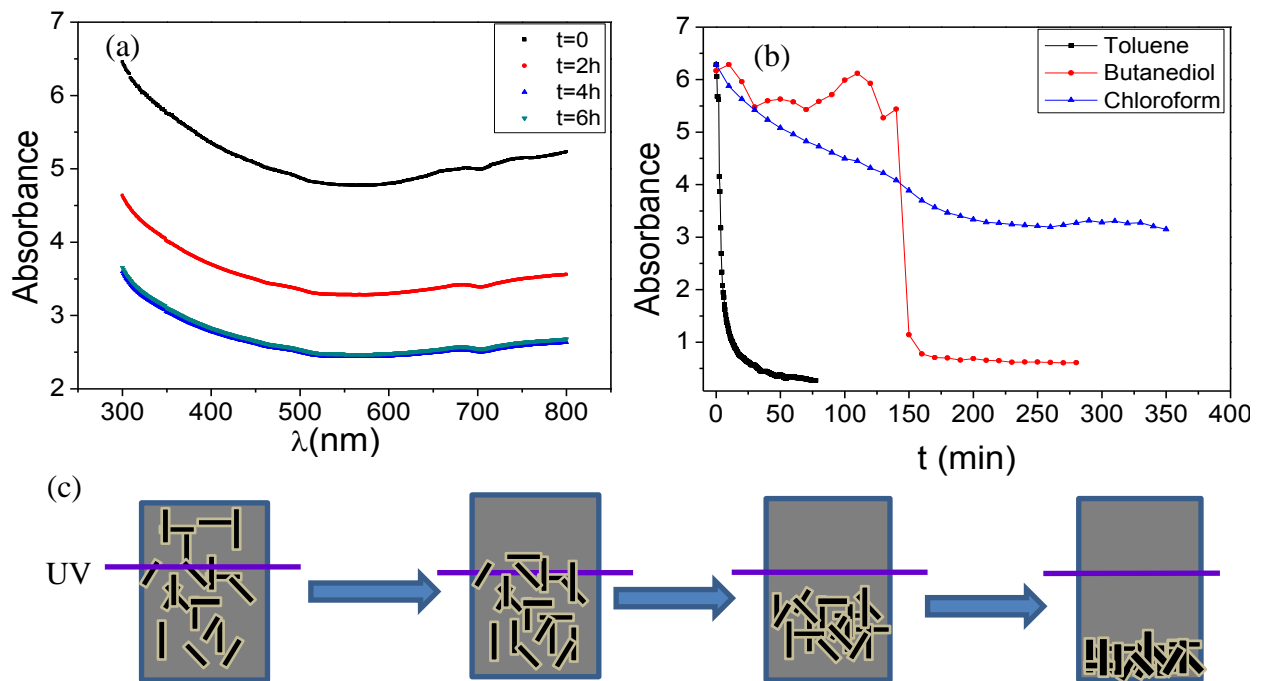 (a)
7
6
5
4
3
2
Absorbance
300 400 500 600 700 800
λ(nm)
t=0
t=2h
t=4h
t=6h
(b)
7
6
5
4
3
2
1
Absorbance
0 50 100 150 200 250 300 350 400
t (min)
Toluene
Butanediol
Chloroform
(c)
UV